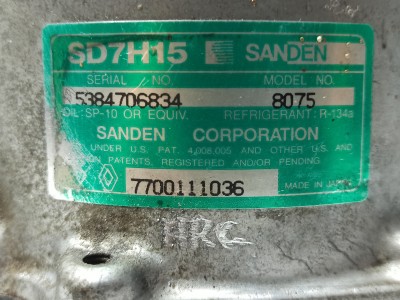 SD7H15 SANDEN
SERIAL NO. MODEL NO.
5384706834 8075
OIL: SP-10 OR EQUIV. REFRIGERANT: R-134a
SANDEN CORPORATION
UNDER U.S. PAT. 4,008,005 AND OTHER U.S. AND
PATENTS, REGISTERED AND/OR PENDING
7700111036 MADE IN JAPAN
HRC